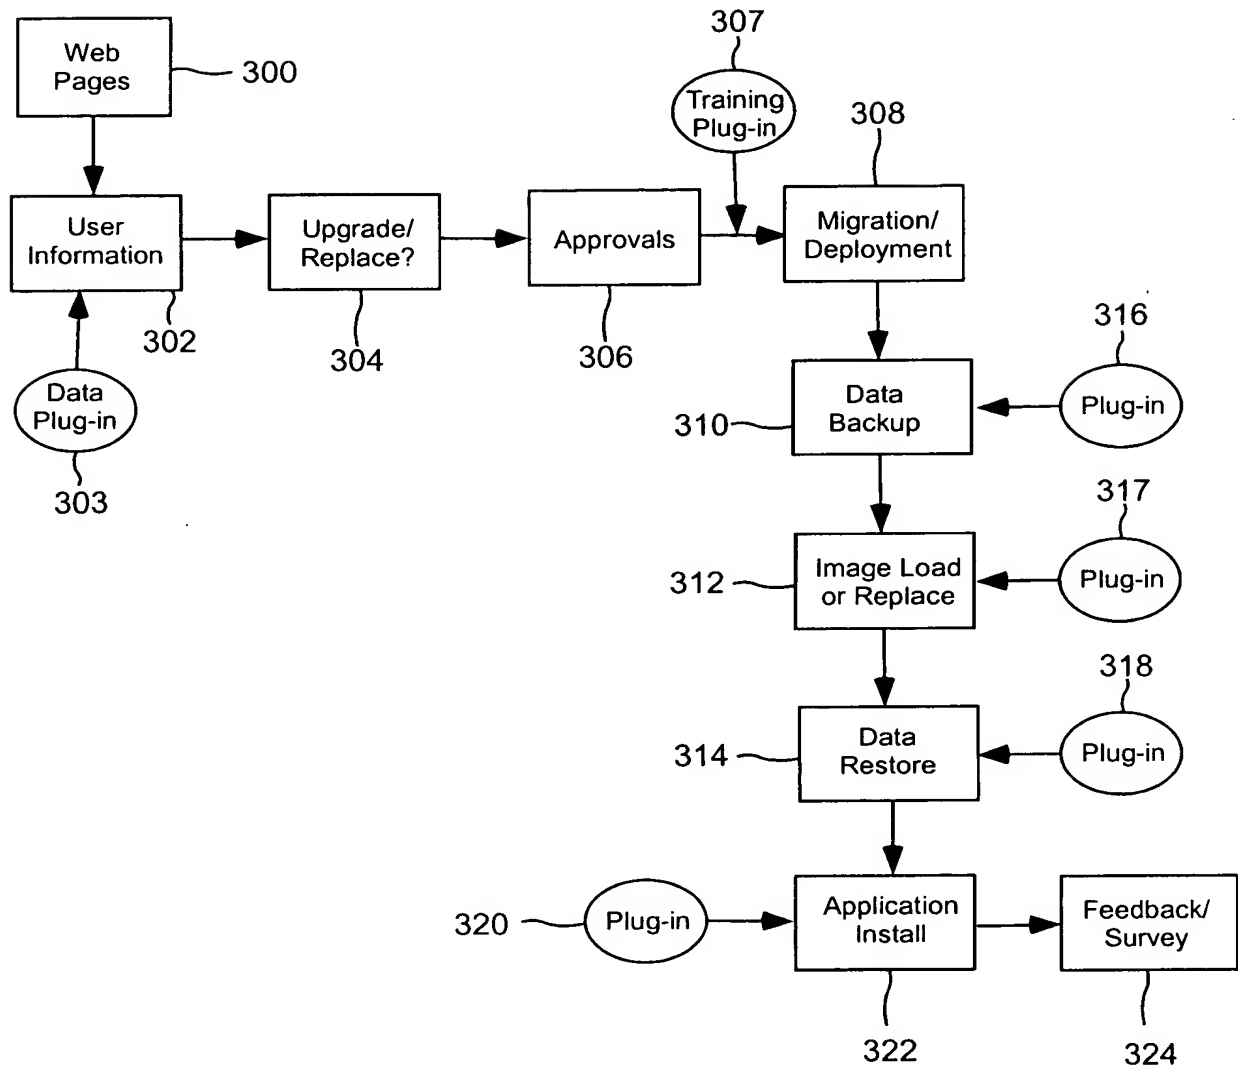 307
Web
Pages
300
Training
Plug-in
308
User
Information
Upgrade/
Replace?
Approvals
Migration/
Deployment
302
304
306
316
Data
Plug-in
310
Data
Backup
Plug-in
303
317
312
Image Load
or Replace
Plug-in
318
314
Data
Restore
Plug-in
320
Plug-in
Application
Install
Feedback/
Survey
322
324